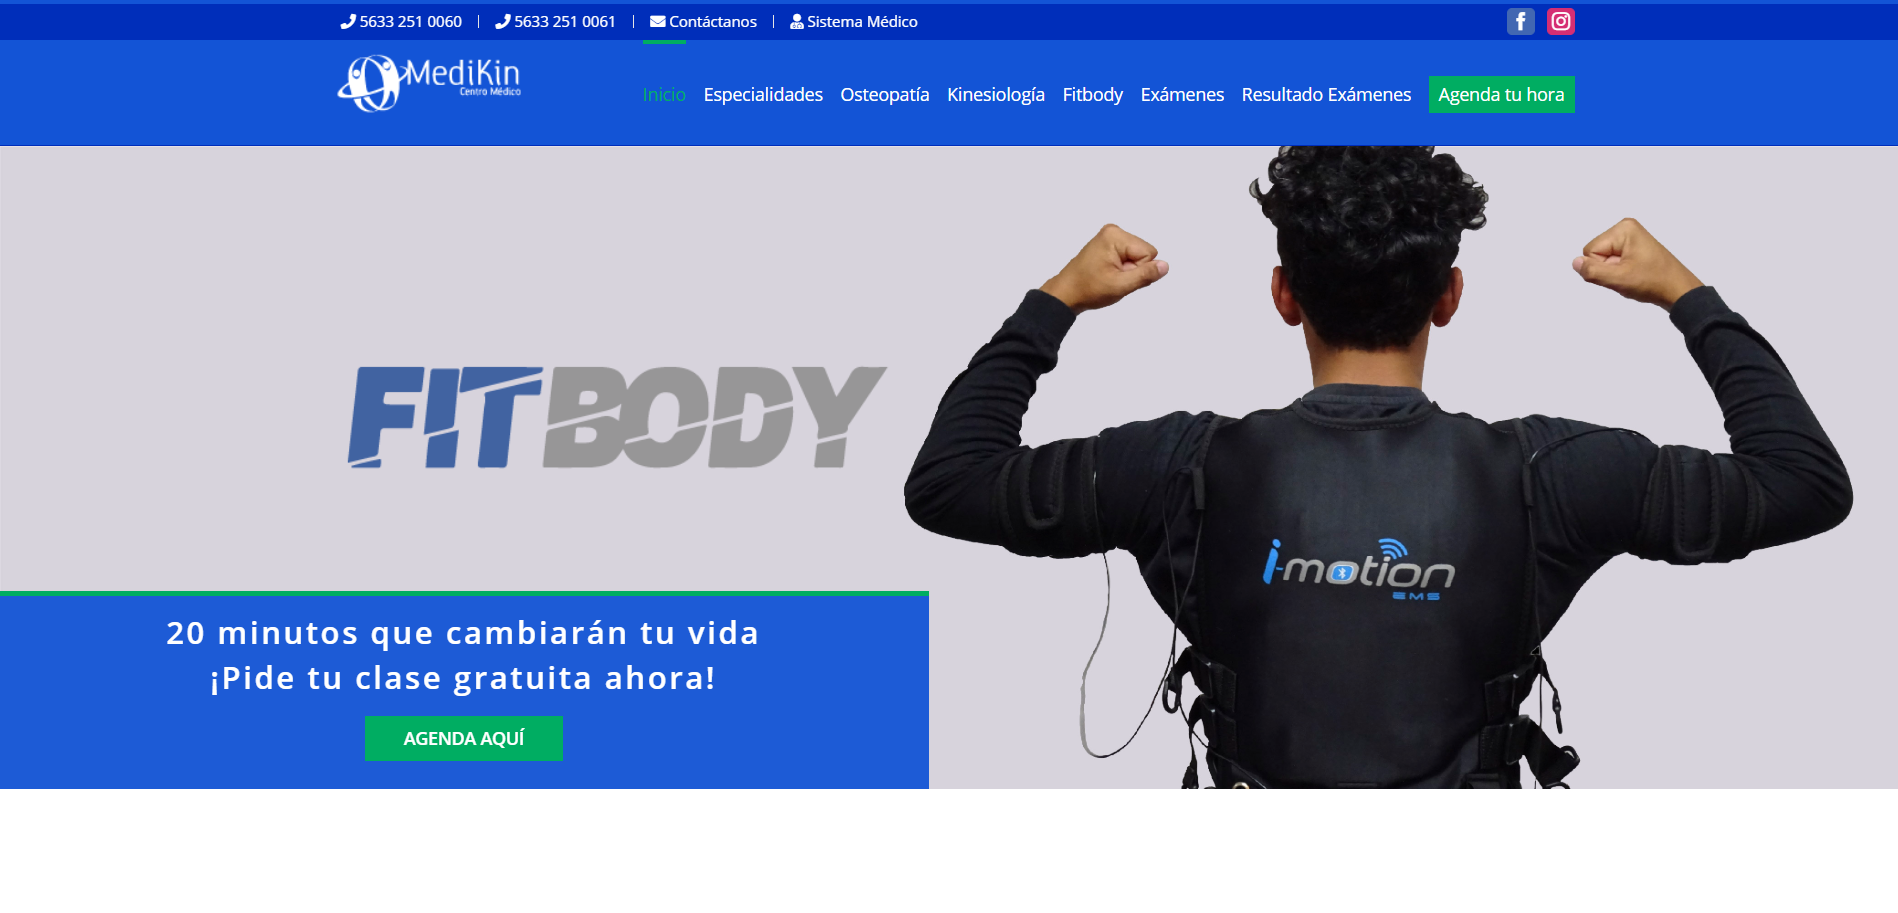 5633 251 0060 | 5633 251 0061 | Contáctanos | Sistema Médico
MediKin
Centro Médico
Inicio Especialidades Osteopatía Kinesiología Fitbody Exámenes Resultado Exámenes Agenda tu hora
FITBODY
i-motion
EMS
20 minutos que cambiarán tu vida
¡Pide tu clase gratuita ahora!
AGENDA AQUÍ